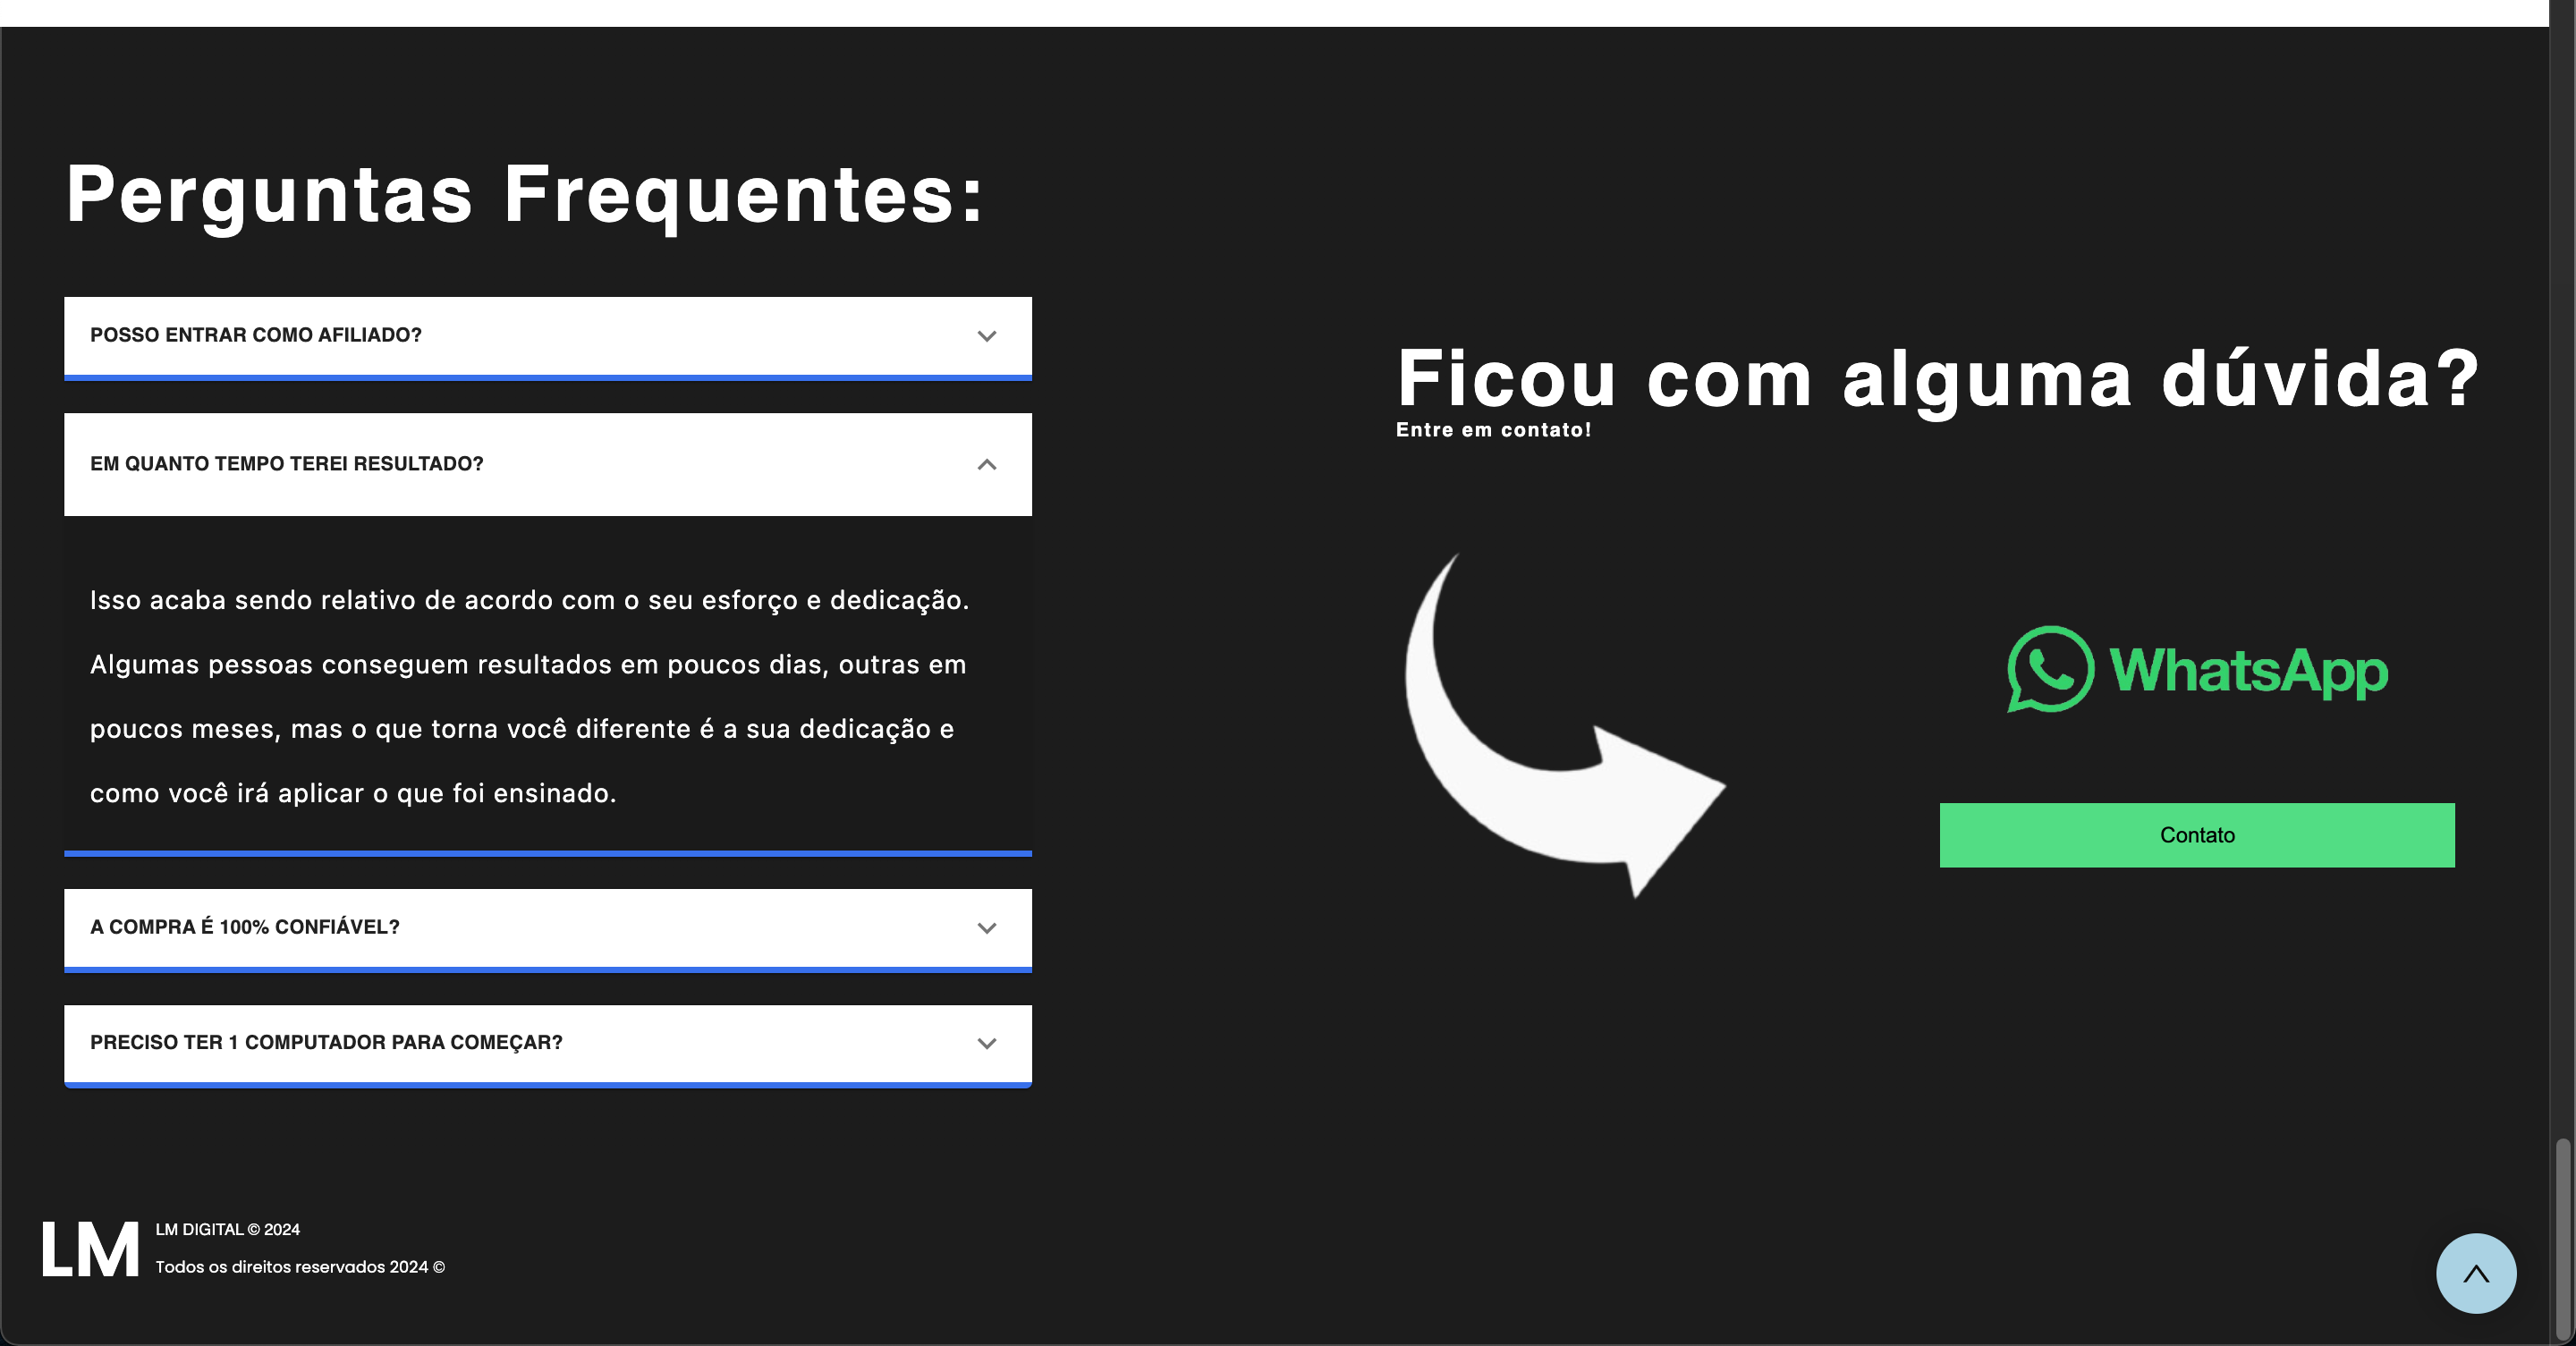 Perguntas Frequentes:
POSSO ENTRAR COMO AFILIADO?
EM QUANTO TEMPO TEREI RESULTADO?
Isso acaba sendo relativo de acordo com o seu esforço e dedicação.
Algumas pessoas conseguem resultados em poucos dias, outras em
poucos meses, mas o que torna você diferente é a sua dedicação e
como você irá aplicar o que foi ensinado.
A COMPRA É 100% CONFIÁVEL?
PRECISO TER 1 COMPUTADOR PARA COMEÇAR?
Ficou com alguma dúvida?
Entre em contato!
WhatsApp
Contato
LM
LM DIGITAL © 2024
Todos os direitos reservados 2024 ©